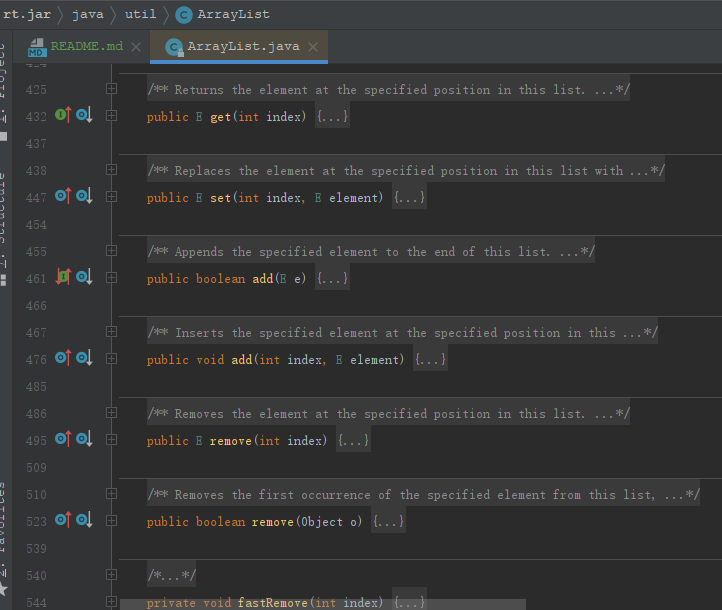 rt.jar java util ArrayList
README.md ArrayList.java
425 /** Returns the element at the specified position in this list. ...*/
432 public E get(int index) {...}
437
438 /** Replaces the element at the specified position in this list with ...*/
447 public E set(int index, E element) {...}
454
455 /** Appends the specified element to the end of this list. ...*/
461 public boolean add(E e) {...}
466
467 /** Inserts the specified element at the specified position in this ...*/
476 public void add(int index, E element) {...}
485
486 /** Removes the element at the specified position in this list. ...*/
495 public E remove(int index) {...}
509
510 /** Removes the first occurrence of the specified element from this list, ...*/
523 public boolean remove(Object o) {...}
539
540 /*...*/
544 private void fastRemove(int index) {...}